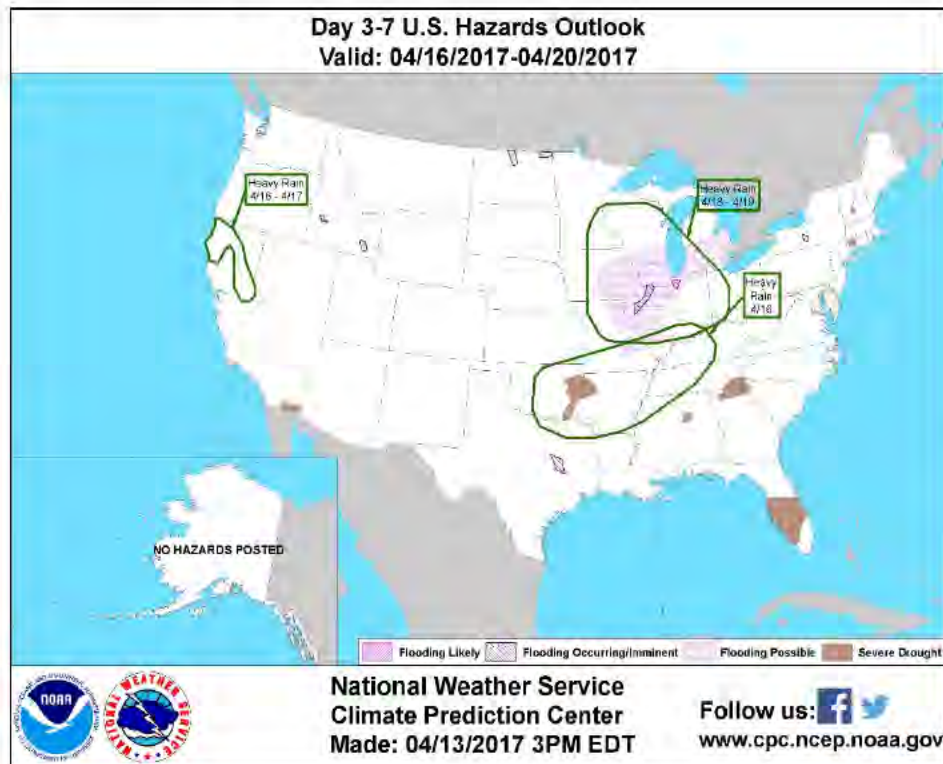 Day 3-7 U.S. Hazards Outlook
Valid: 04/16/2017-04/20/2017
Heavy Rain
4/16 - 4/17
Heavy Rain
4/18 - 4/19
Heavy
Rain
4/16
NO HAZARDS POSTED
Flooding Likely
Flooding Occurring/Imminent
Flooding Possible
Severe Drought
NOAA
NATIONAL WEATHER SERVICE
National Weather Service
Climate Prediction Center
Made: 04/13/2017 3PM EDT
Follow us:
www.cpc.ncep.noaa.gov